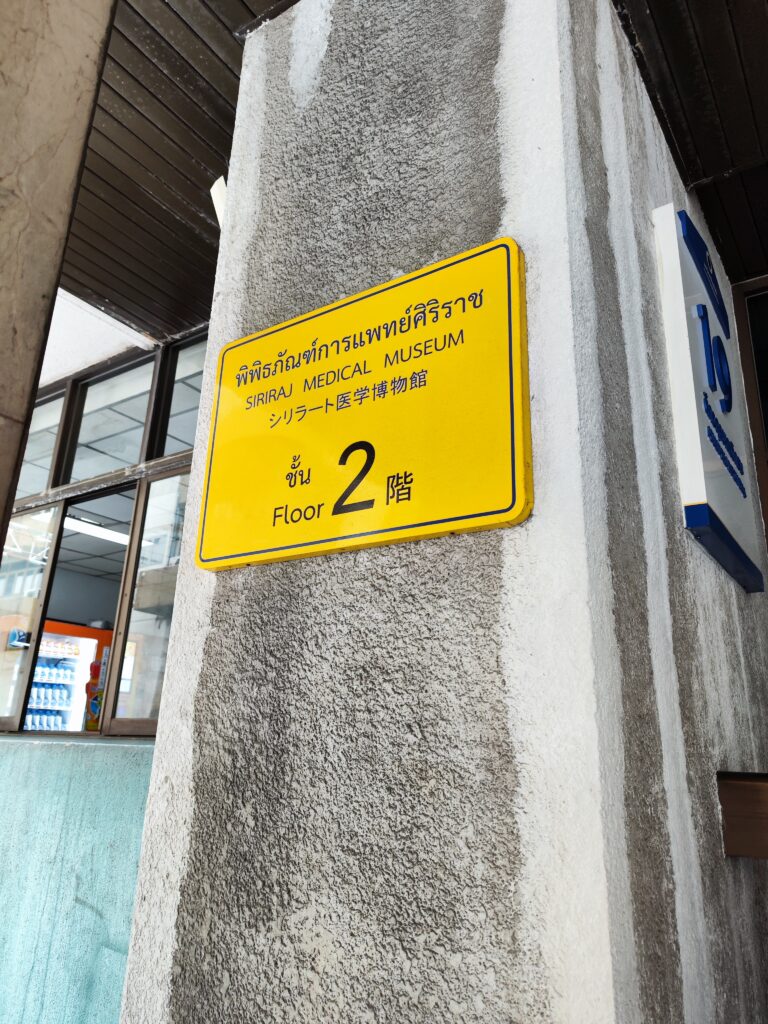 พิพิธภัณฑ์การแพทย์ศิริราช
SIRIRAJ MEDICAL MUSEUM
シリラート医学博物館
ชั้น
Floor 2 階